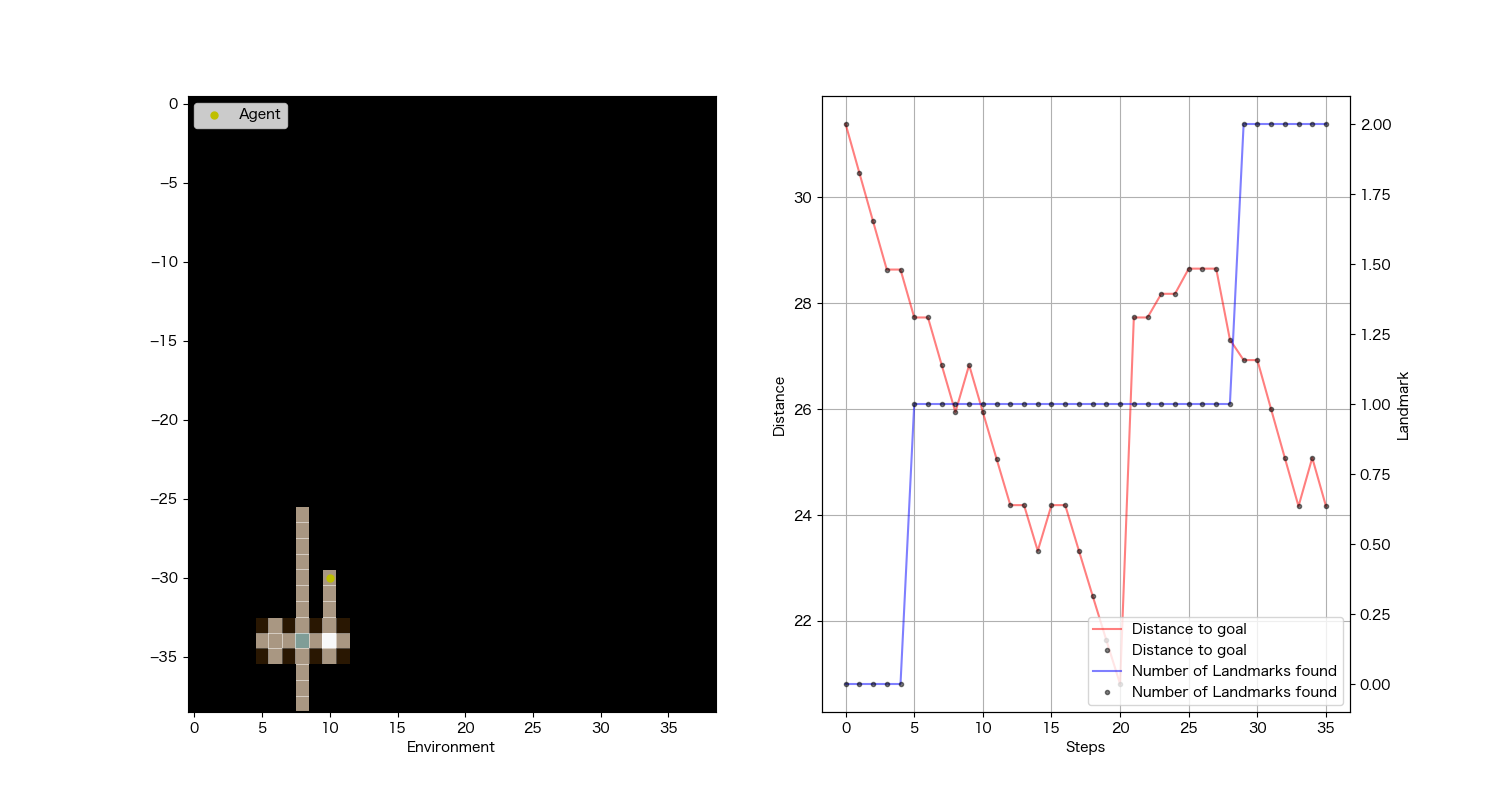 Agent
0
−5
−10
−15
−20
−25
−30
−35
0 5 10 15 20 25 30 35
Environment
Distance
30
28
26
24
22
0 5 10 15 20 25 30 35
Steps
2.00
1.75
1.50
1.25
1.00
0.75
0.50
0.25
0.00
Landmark
Distance to goal
Distance to goal
Number of Landmarks found
Number of Landmarks found